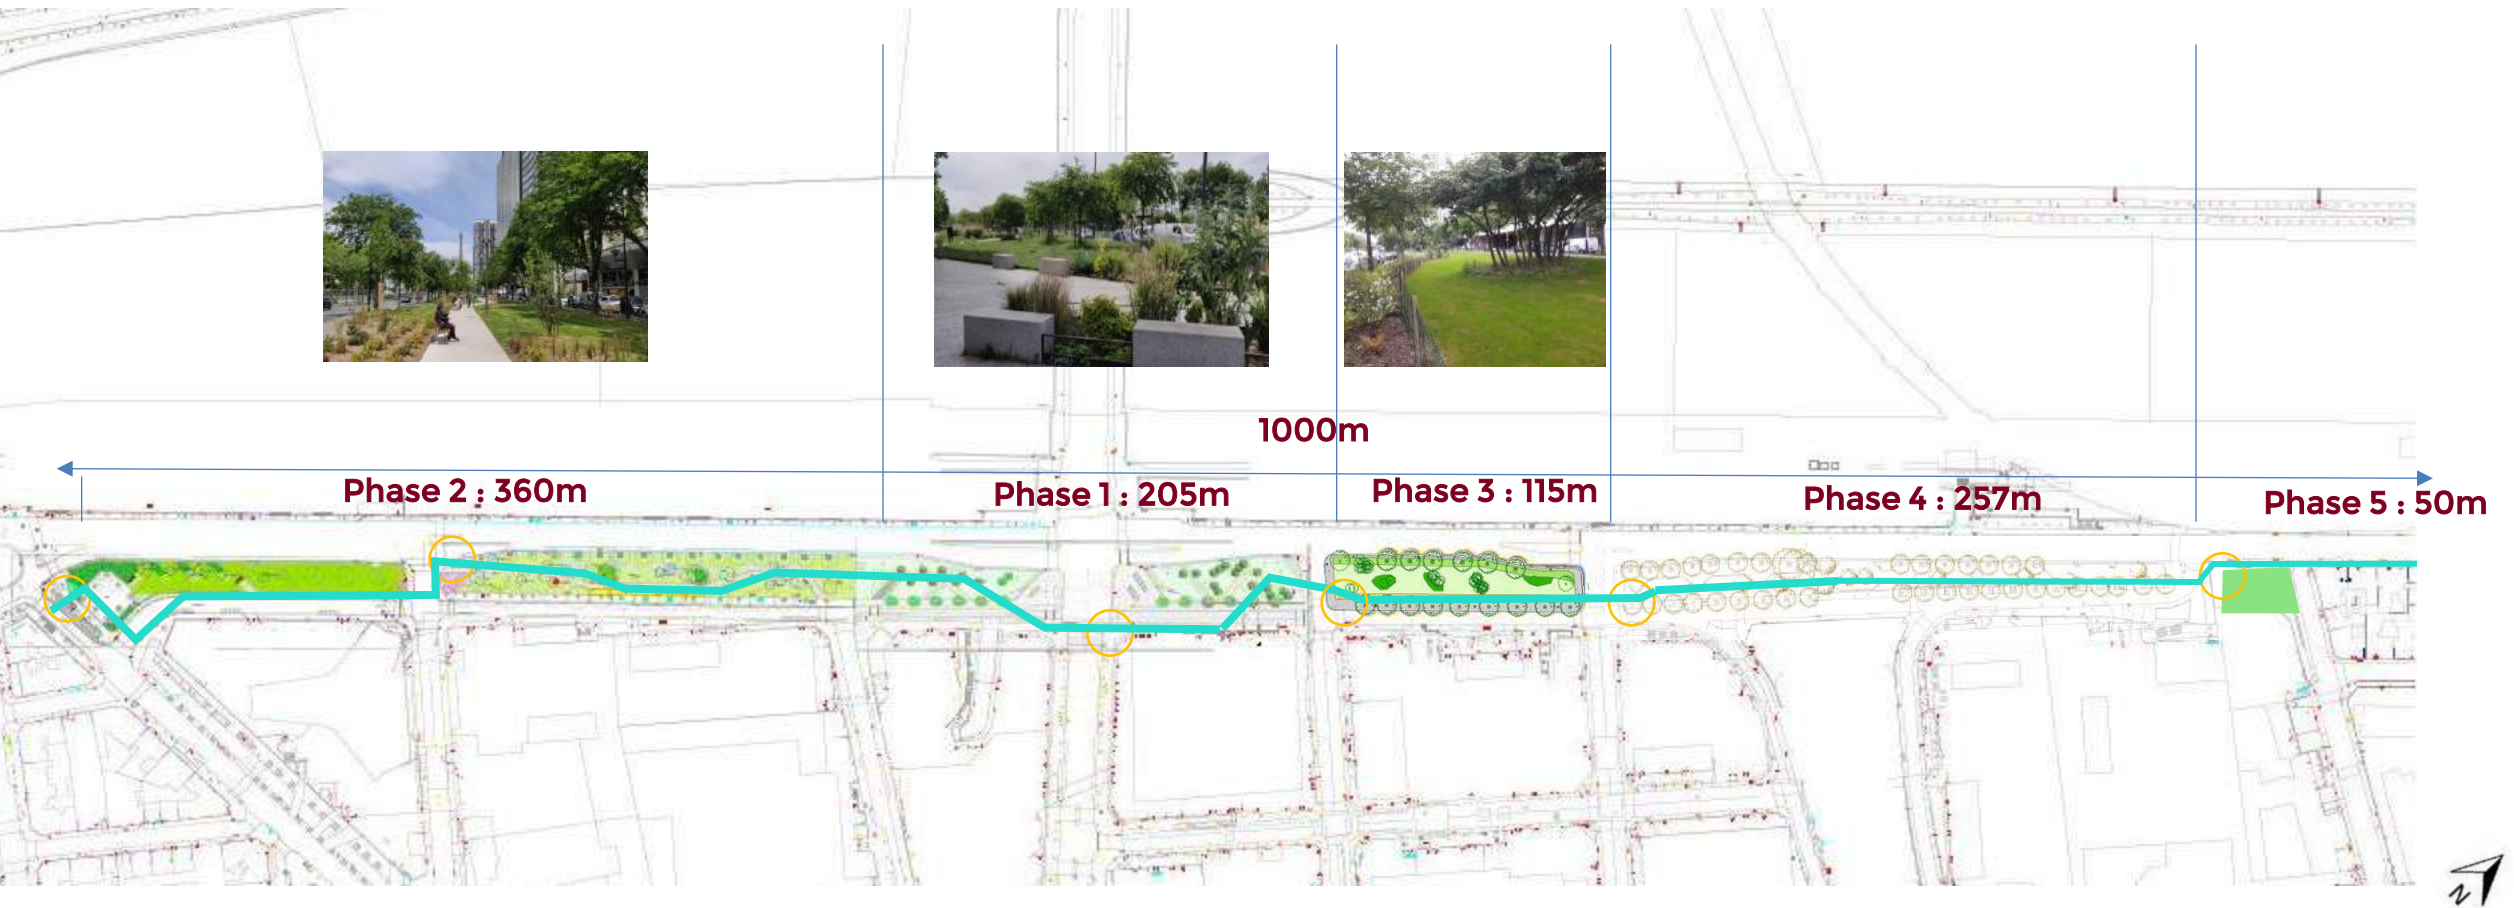 1000m
Phase 2 : 360m
Phase 1 : 205m
Phase 3 : 115m
Phase 4 : 257m
Phase 5 : 50m
N